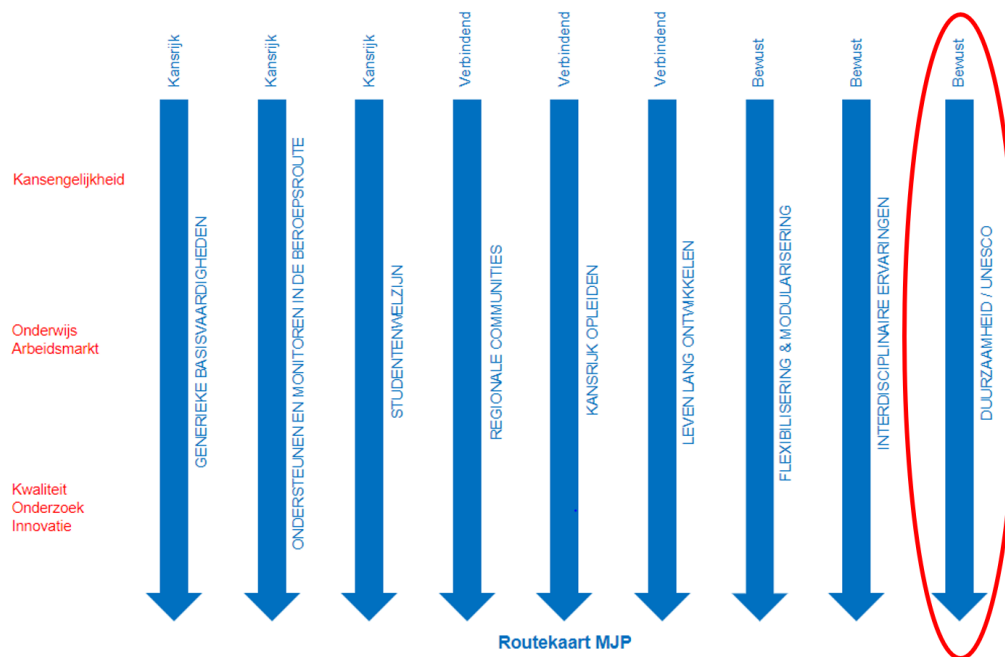 Kansrijk
Kansrijk
Kansrijk
Verbindend
Verbindend
Verbindend
Bewust
Bewust
Bewust
Kansengelijkheid
Onderwijs
Arbeidsmarkt
Kwaliteit
Onderzoek
Innovatie
GENERIEKE BASISVAARDIGHEDEN
ONDERSTEUNEN EN MONITOREN IN DE BEROEPSROUTE
STUDENTENWELZIJN
REGIONALE COMMUNITIES
KANSRIJK OPLEIDEN
LEVEN LANG ONTWIKKELEN
FLEXIBILISERING & MODULARISERING
INTERDISCIPLINAIRE ERVARINGEN
DUURZAAMHEID / UNESCO
Routekaart MJP